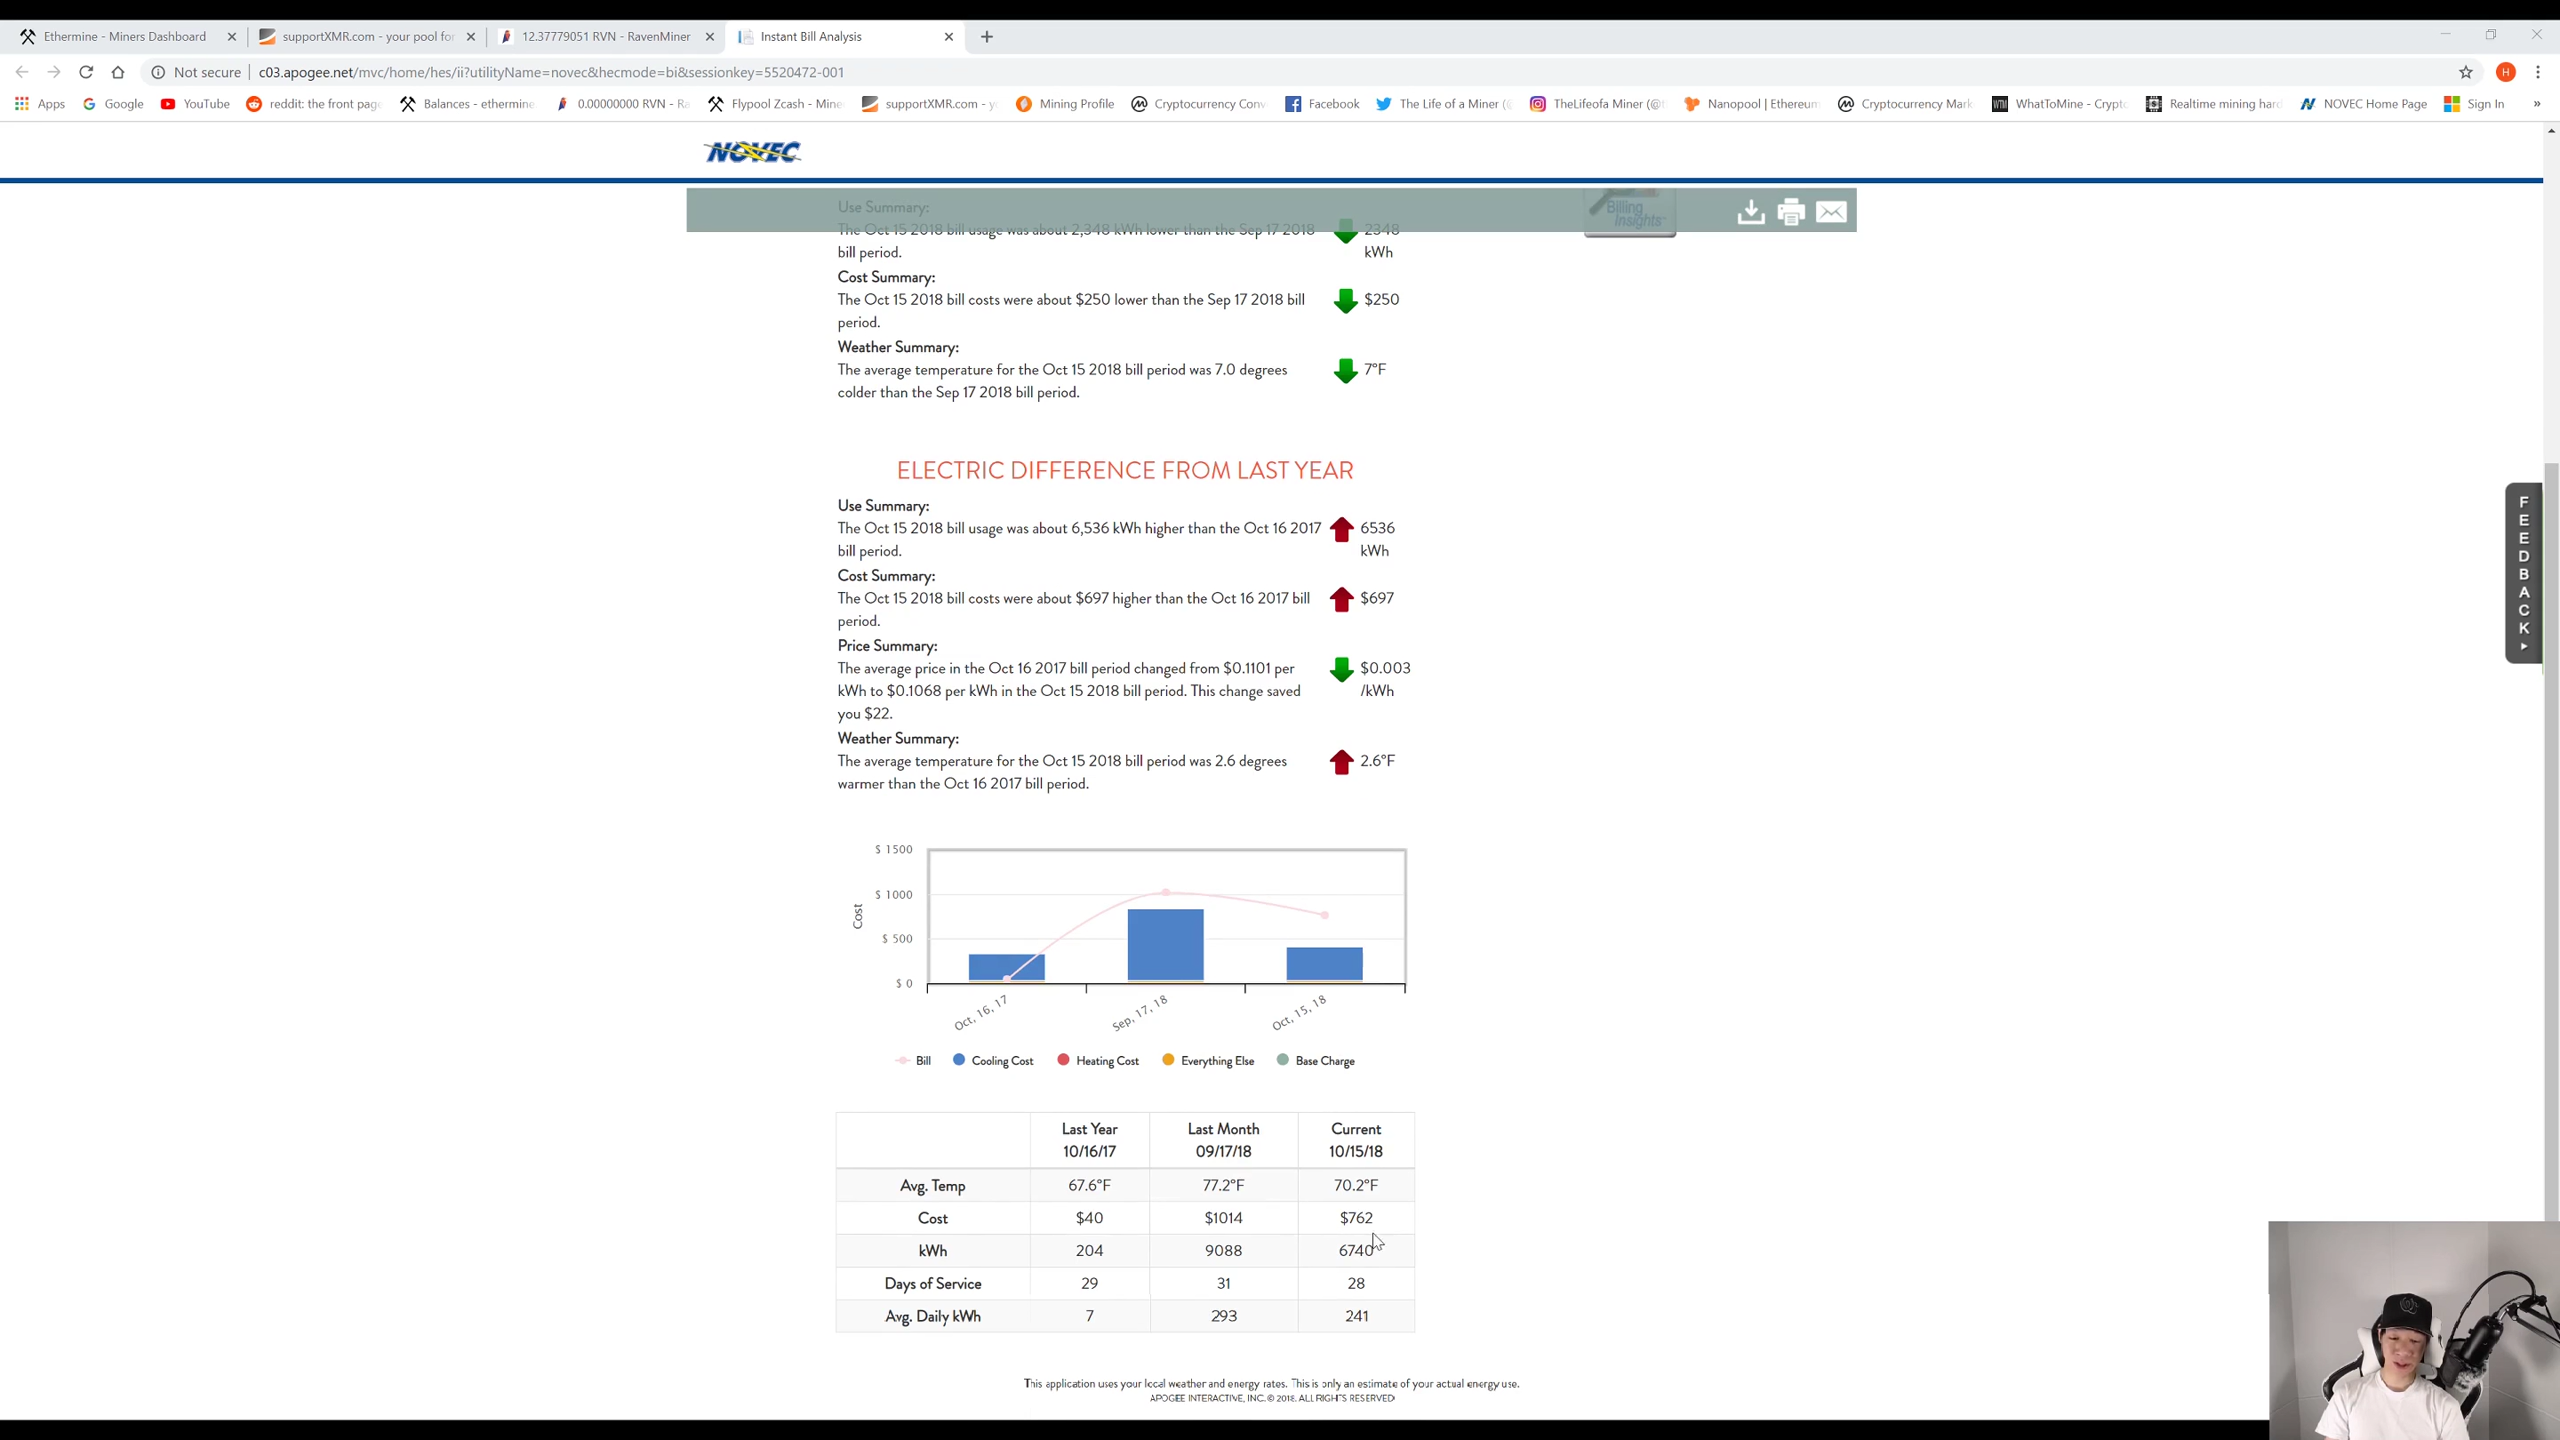 Ethermine - Miners Dashboard
supportXMR.com - your pool for
12.37779051 RVN - RavenMiner
Instant Bill Analysis
Not secure
c03.apogee.net/mvc/home/hes/ii?utilityName=novec&hecmode=bi&sessionkey=5520472-001
H
Apps
Google
YouTube
reddit: the front page
Balances - ethermine
0.00000000 RVN - Ra
Flypool Zcash - Mine
supportXMR.com - y
Mining Profile
Cryptocurrency Conv
Facebook
The Life of a Miner (@
TheLifeofa Miner (@t
Nanopool | Ethereum
Cryptocurrency Mark
WhatToMine - Crypto
Realtime mining hard
NOVEC Home Page
Sign In
»
NOVEC
Billing
Insights
Use Summary:
The Oct 15 2018 bill usage was about 2,348 kWh lower than the Sep 17 2018
bill period.
2348
kWh
Cost Summary:
The Oct 15 2018 bill costs were about $250 lower than the Sep 17 2018 bill
period.
$250
Weather Summary:
The average temperature for the Oct 15 2018 bill period was 7.0 degrees
colder than the Sep 17 2018 bill period.
7°F
ELECTRIC DIFFERENCE FROM LAST YEAR
Use Summary:
The Oct 15 2018 bill usage was about 6,536 kWh higher than the Oct 16 2017
bill period.
6536
kWh
Cost Summary:
The Oct 15 2018 bill costs were about $697 higher than the Oct 16 2017 bill
period.
$697
Price Summary:
The average price in the Oct 16 2017 bill period changed from $0.1101 per
kWh to $0.1068 per kWh in the Oct 15 2018 bill period. This change saved
you $22.
$0.003
/kWh
Weather Summary:
The average temperature for the Oct 15 2018 bill period was 2.6 degrees
warmer than the Oct 16 2017 bill period.
2.6°F
FEEDBACK
Cost
$ 1500
$ 1000
$ 500
$ 0
Oct, 16, 17
Sep, 17, 18
Oct, 15, 18
Bill
Cooling Cost
Heating Cost
Everything Else
Base Charge
Last Year 10/16/17
Last Month 09/17/18
Current 10/15/18
Avg. Temp 67.6°F 77.2°F 70.2°F
Cost $40 $1014 $762
kWh 204 9088 6740
Days of Service 29 31 28
Avg. Daily kWh 7 293 241
This application uses your local weather and energy rates. This is only an estimate of your actual energy use.
APOGEE INTERACTIVE, INC. © 2018. ALL RIGHTS RESERVED